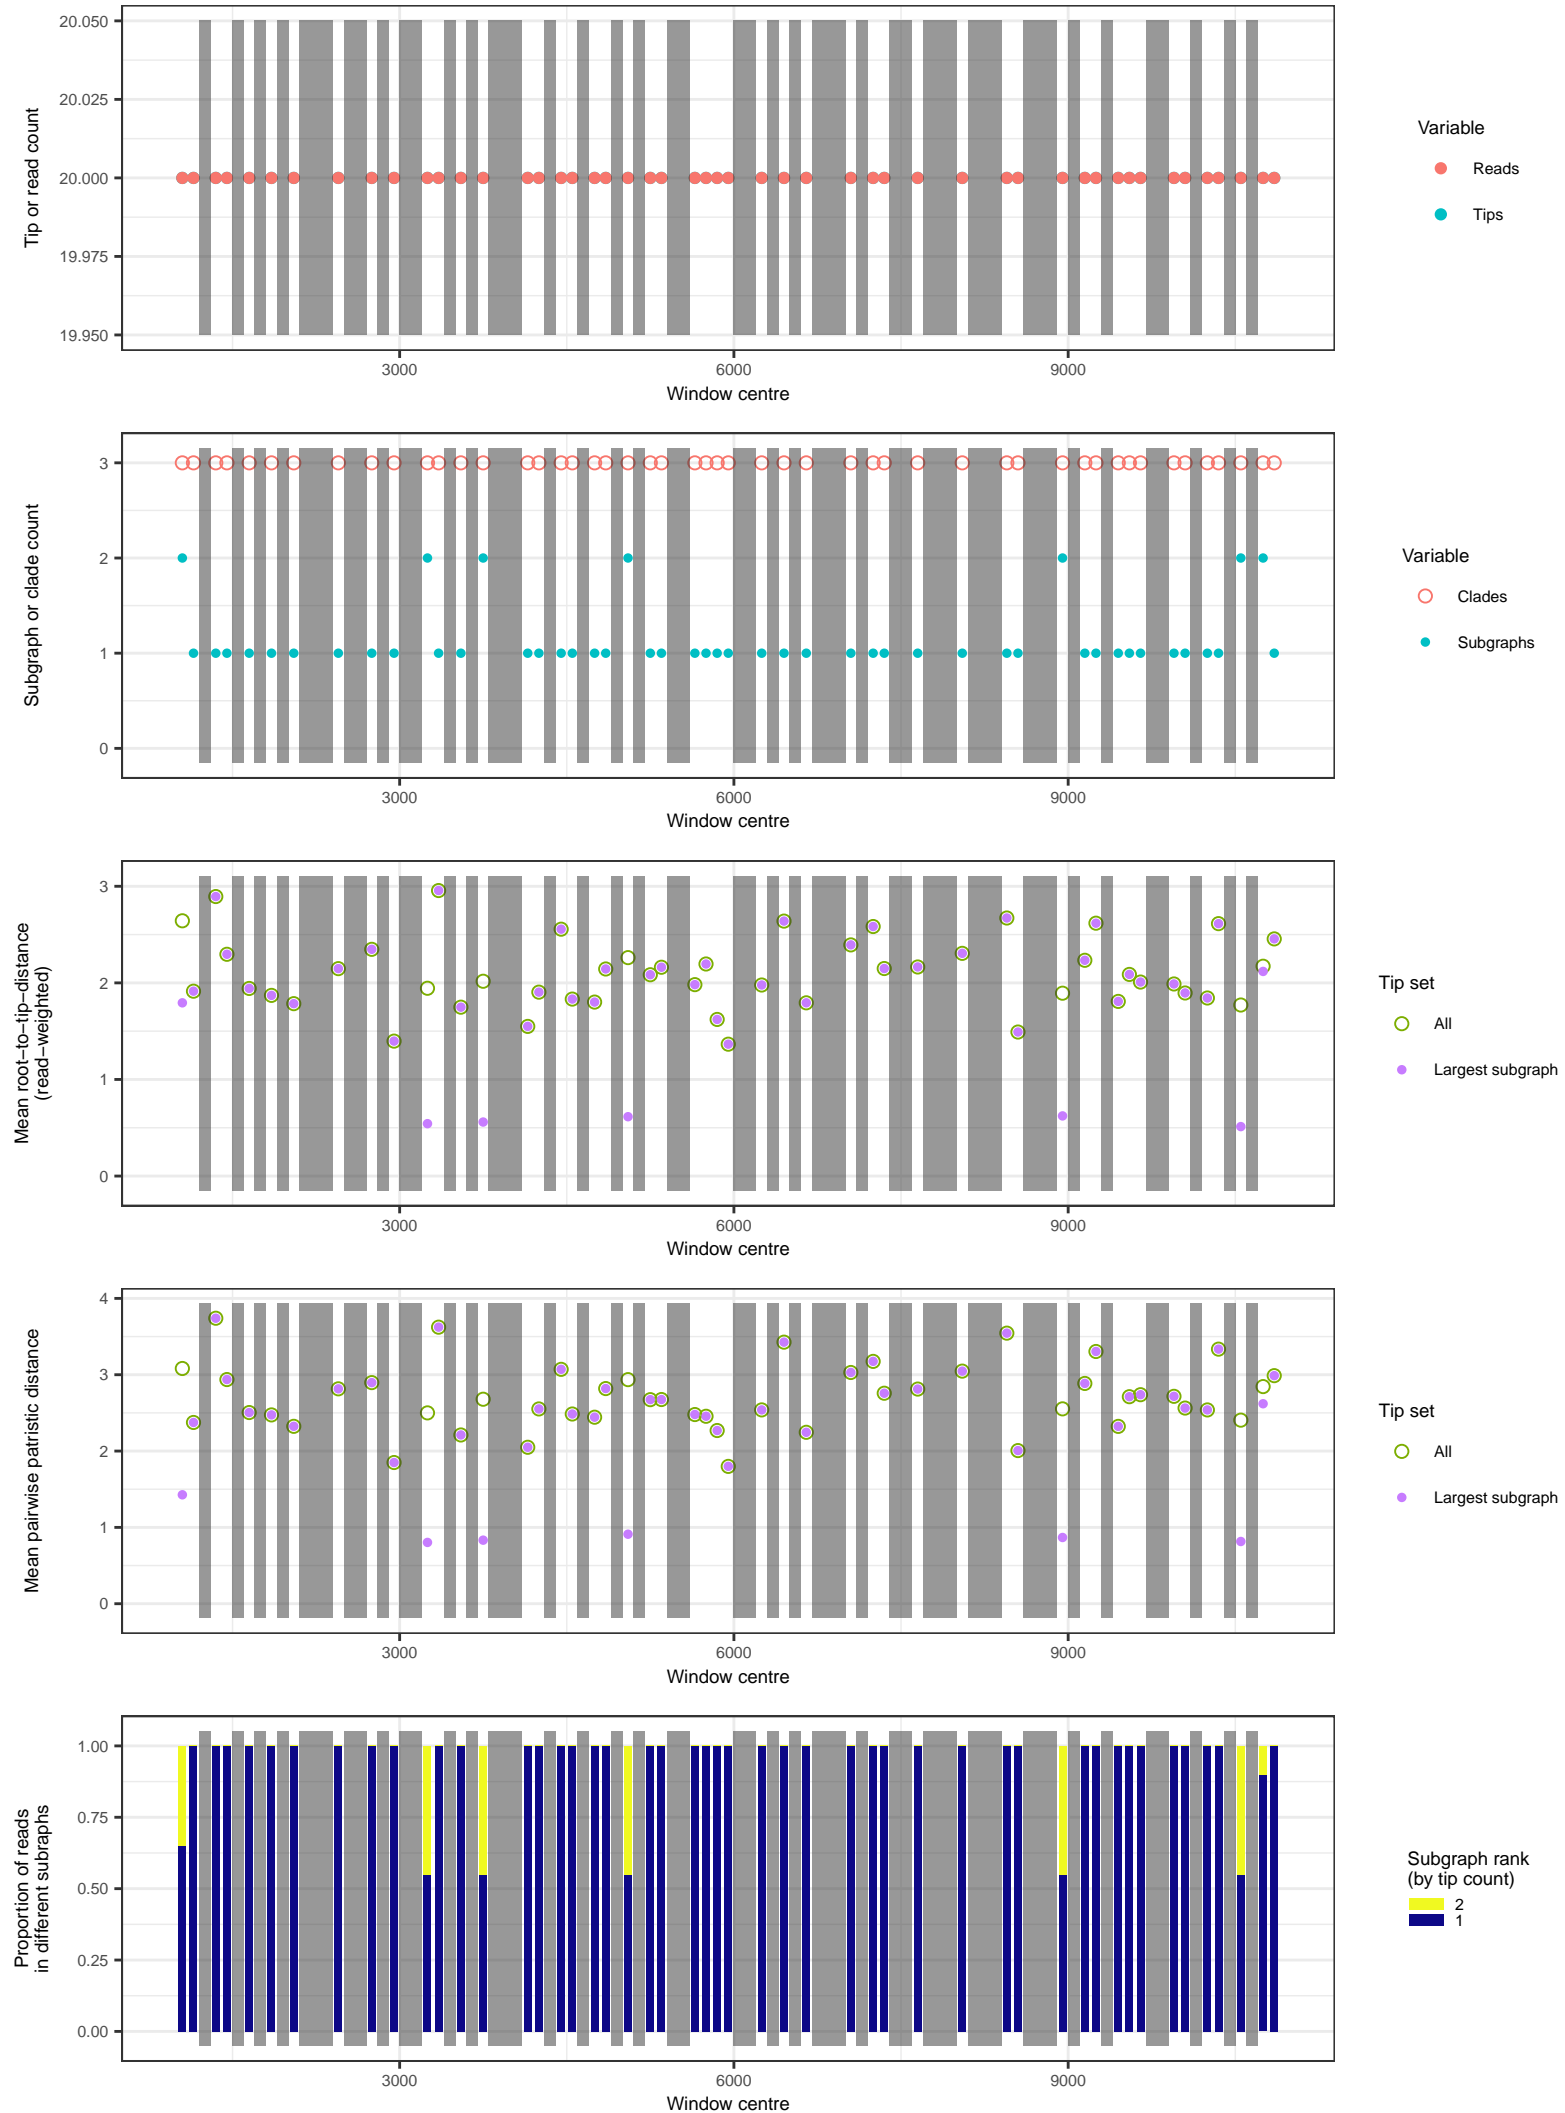 20.050
20.025
20.000
19.975
19.950
Tip or read count
3000
6000
9000
Window centre
Variable
Reads
Tips
3
2
1
0
Subgraph or clade count
3000
6000
9000
Window centre
Variable
Clades
Subgraphs
3
2
1
0
Mean root−to−tip−distance
(read−weighted)
3000
6000
9000
Window centre
Tip set
All
Largest subgraph
4
3
2
1
0
Mean pairwise patristic distance
3000
6000
9000
Window centre
Tip set
All
Largest subgraph
1.00
0.75
0.50
0.25
0.00
Proportion of reads
in different subraphs
3000
6000
9000
Window centre
Subgraph rank
(by tip count)
2
1